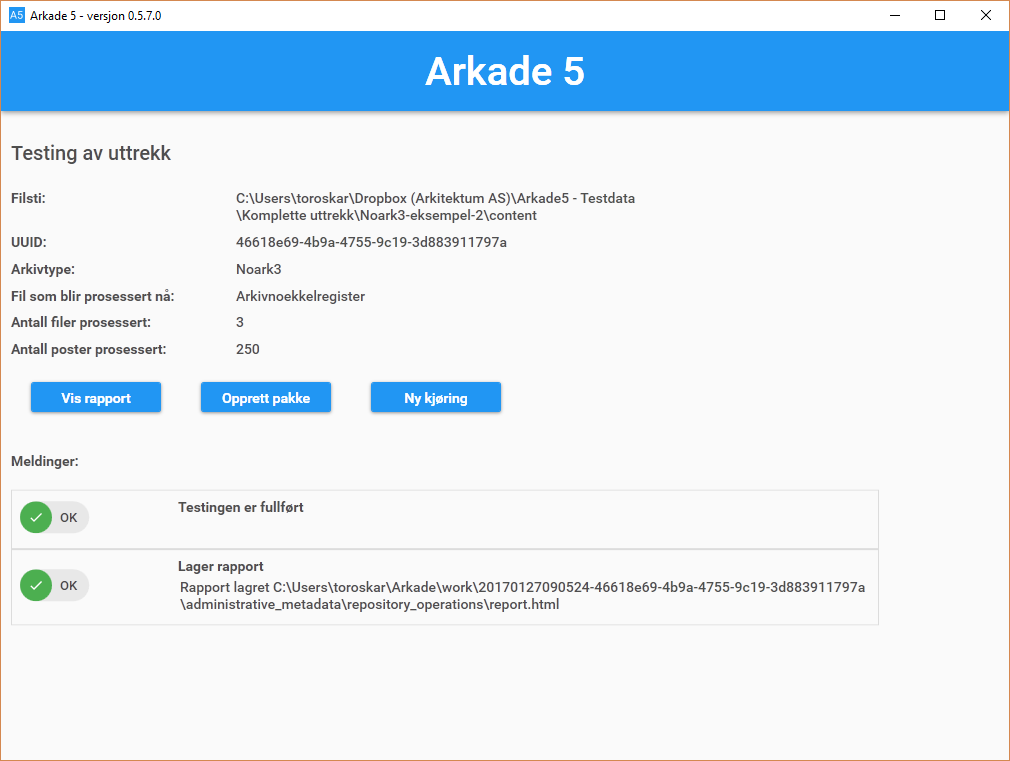 A5 Arkade 5 - versjon 0.5.7.0
Arkade 5
Testing av uttrekk
Filsti: C:\Users\toroskar\Dropbox (Arkitektum AS)\Arkade5 - Testdata
\Komplette uttrekk\Noark3-eksempel-2\content
UUID: 46618e69-4b9a-4755-9c19-3d883911797a
Arkivtype: Noark3
Fil som blir prosessert nå: Arkivnoekkelregister
Antall filer prosessert: 3
Antall poster prosessert: 250
Vis rapport Opprett pakke Ny kjøring
Meldinger:
OK Testingen er fullført
OK Lager rapport
Rapport lagret C:\Users\toroskar\Arkade\work\20170127090524-46618e69-4b9a-4755-9c19-3d883911797a
\administrative_metadata\repository_operations\report.html